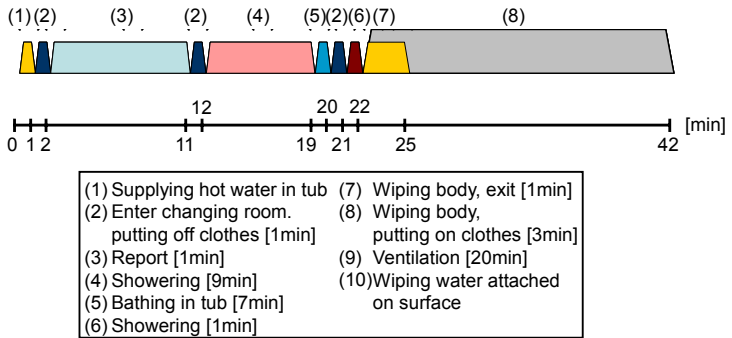 (1) (2) (3) (2) (4) (5) (2) (6) (7) (8)
12 20 22
[min]
0 1 2 11 19 21 25 42
(1) Supplying hot water in tub
(2) Enter changing room.
putting off clothes [1min]
(3) Report [1min]
(4) Showering [9min]
(5) Bathing in tub [7min]
(6) Showering [1min]
(7) Wiping body, exit [1min]
(8) Wiping body,
putting on clothes [3min]
(9) Ventilation [20min]
(10) Wiping water attached
on surface